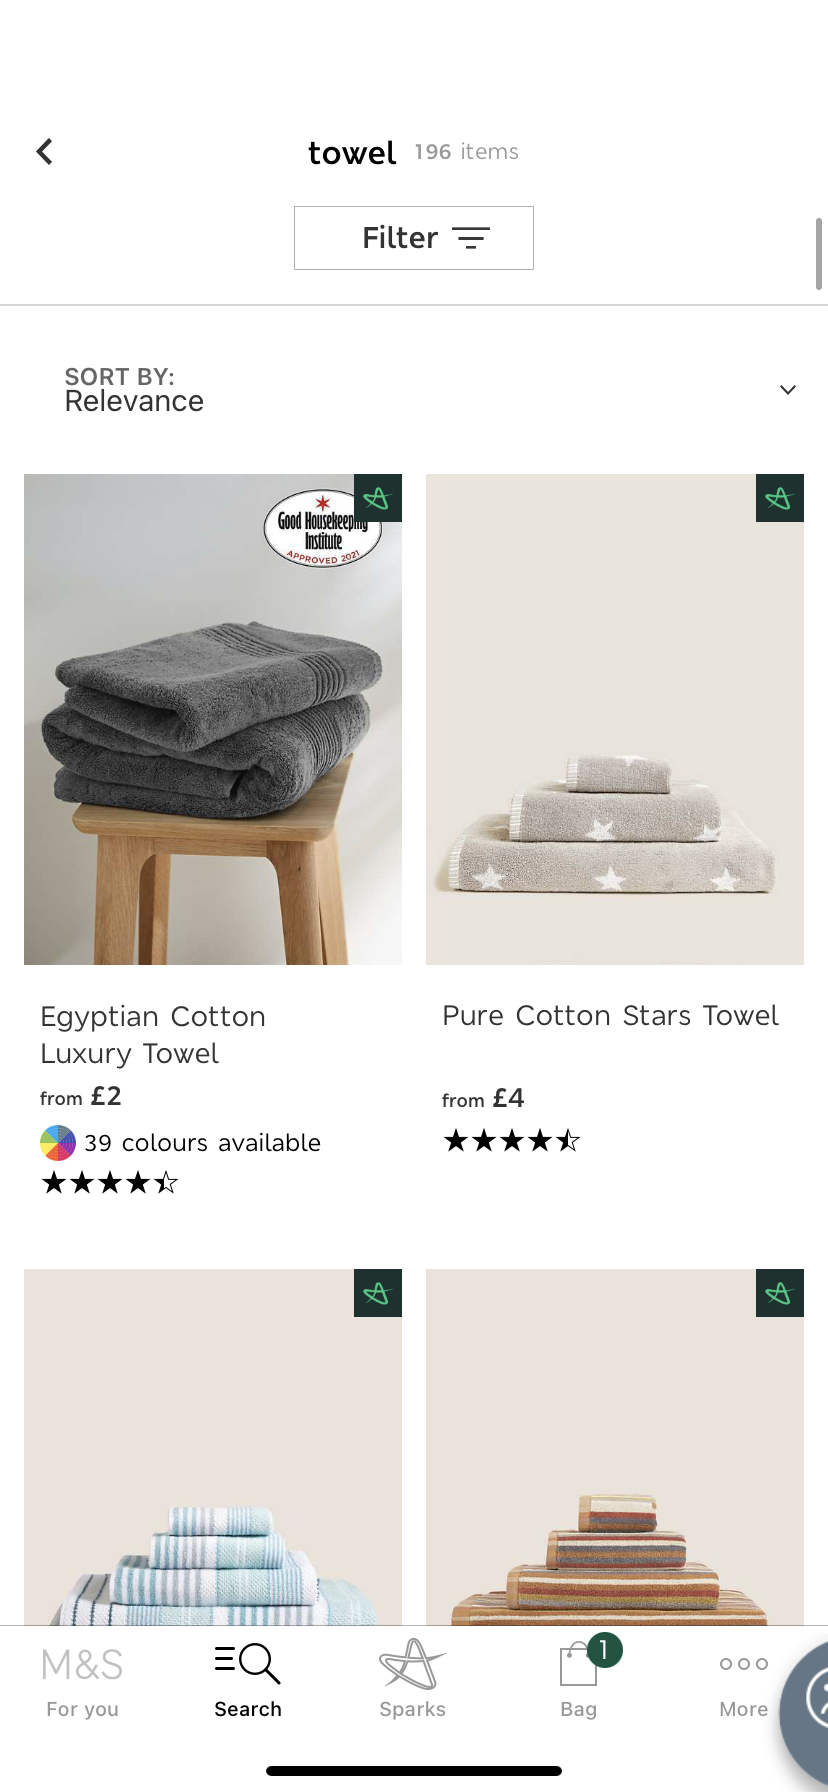 towel 196 items
Filter
SORT BY:
Relevance
Good Housekeeping
Institute
APPROVED 2021
Egyptian Cotton
Luxury Towel
from £2
39 colours available
Pure Cotton Stars Towel
from £4
M&S
1
For you
Search
Sparks
Bag
More